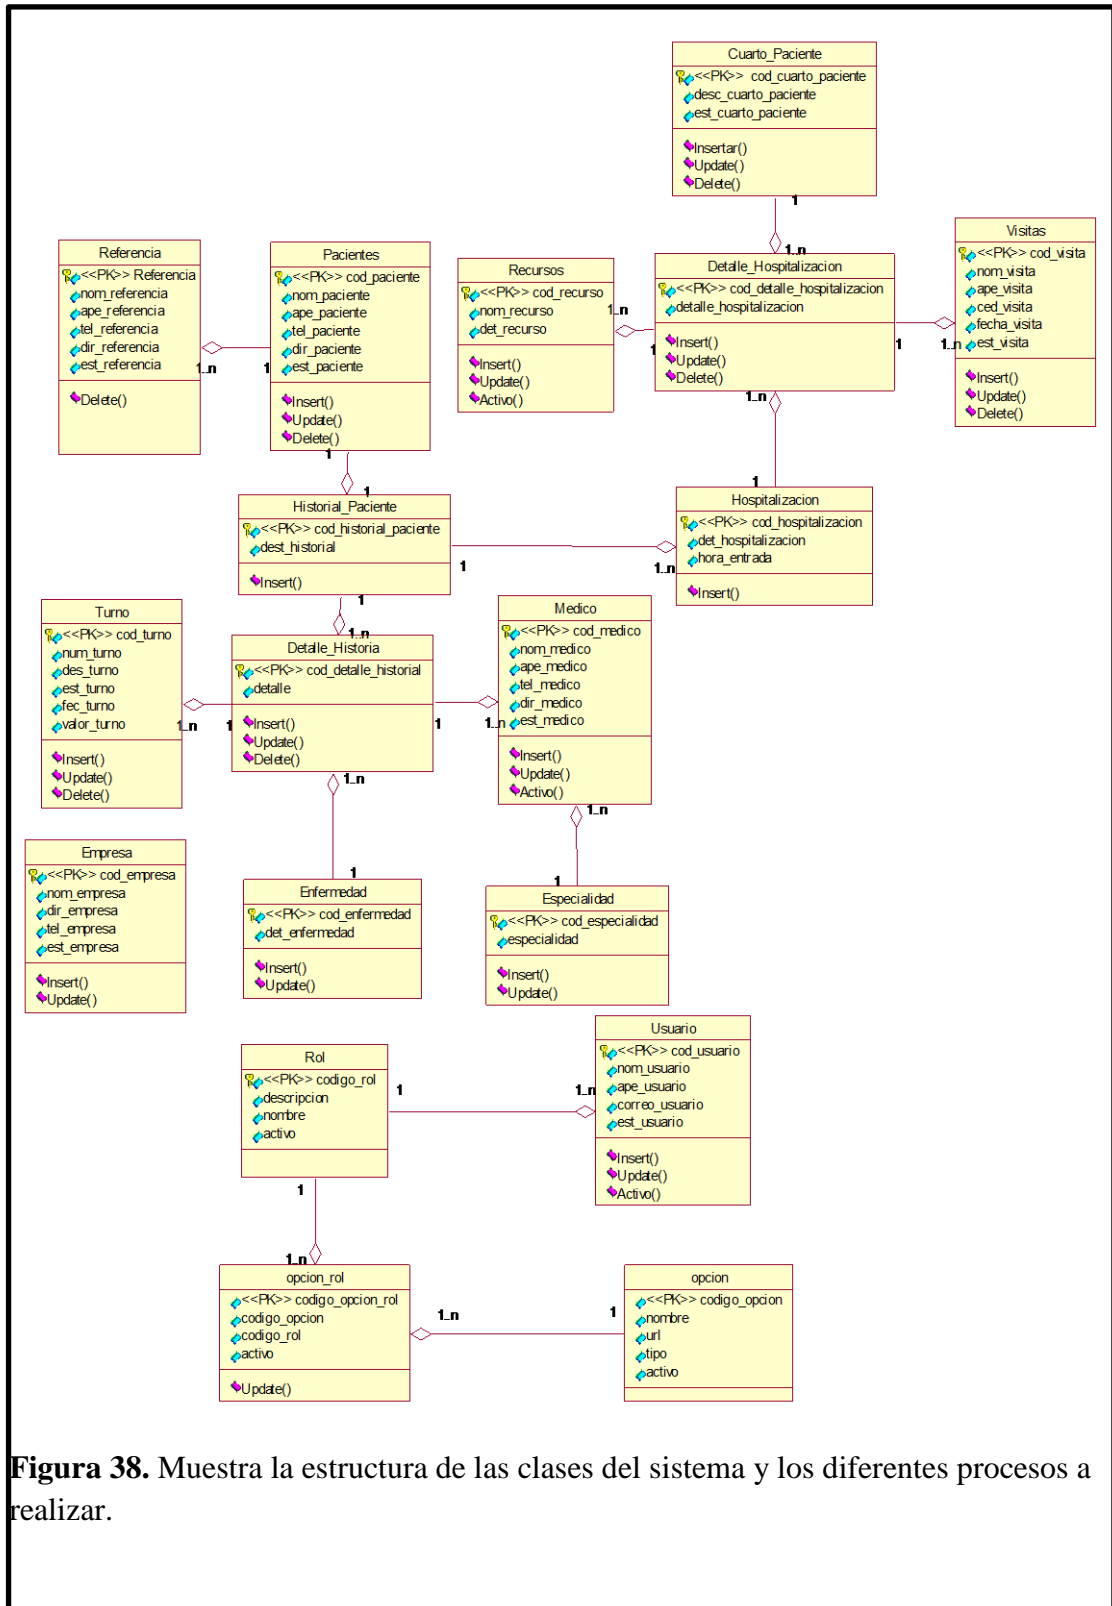 Cuarto_Paciente
<<PK>> cod_cuarto_paciente
desc_cuarto_paciente
est_cuarto_paciente
Insertar()
Update()
Delete()
1
1..n
Referencia
<<PK>> Referencia
nom_referencia
ape_referencia
tel_referencia
dir_referencia
est_referencia
Delete()
1..n
1
Pacientes
<<PK>> cod_paciente
nom_paciente
ape_paciente
tel_paciente
dir_paciente
est_paciente
Insert()
Update()
Delete()
1
1
Recursos
<<PK>> cod_recurso
nom_recurso
det_recurso
Insert()
Update()
Activo()
1..n
1
Detalle_Hospitalizacion
<<PK>> cod_detalle_hospitalizacion
detalle_hospitalizacion
Insert()
Update()
Delete()
1
1..n
1..n
1
Visitas
<<PK>> cod_visita
nom_visita
ape_visita
ced_visita
fecha_visita
est_visita
Insert()
Update()
Delete()
Historial_Paciente
<<PK>> cod_historial_paciente
dest_historial
Insert()
1
1..n
1
1..n
Hospitalizacion
<<PK>> cod_hospitalizacion
det_hospitalizacion
hora_entrada
Insert()
Turno
<<PK>> cod_turno
num_turno
des_turno
est_turno
fec_turno
valor_turno
Insert()
Update()
Delete()
1..n
1
Detalle_Historia
<<PK>> cod_detalle_historial
detalle
Insert()
Update()
Delete()
1
1..n
1..n
1
Medico
<<PK>> cod_medico
nom_medico
ape_medico
tel_medico
dir_medico
est_medico
Insert()
Update()
Activo()
1..n
1
Empresa
<<PK>> cod_empresa
nom_empresa
dir_empresa
tel_empresa
est_empresa
Insert()
Update()
Enfermedad
<<PK>> cod_enfermedad
det_enfermedad
Insert()
Update()
Especialidad
<<PK>> cod_especialidad
especialidad
Insert()
Update()
Rol
<<PK>> codigo_rol
descripcion
nombre
activo
1
1..n
Usuario
<<PK>> cod_usuario
nom_usuario
ape_usuario
correo_usuario
est_usuario
Insert()
Update()
Activo()
1
1..n
opcion_rol
<<PK>> codigo_opcion_rol
codigo_opcion
codigo_rol
activo
Update()
1..n
1
opcion
<<PK>> codigo_opcion
nombre
url
tipo
activo
Figura 38. Muestra la estructura de las clases del sistema y los diferentes procesos a
realizar.